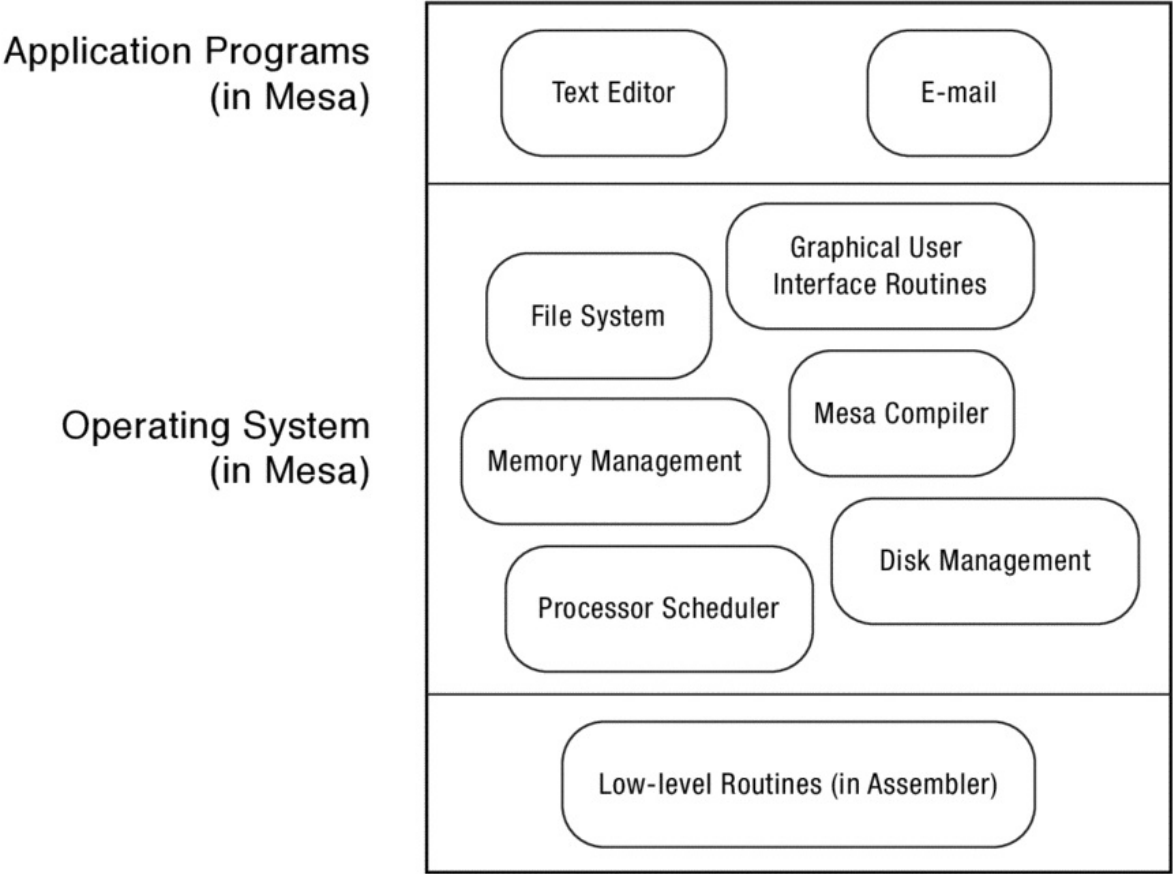 Application Programs
(in Mesa)
Text Editor
E-mail
Operating System
(in Mesa)
Graphical User
Interface Routines
File System
Mesa Compiler
Memory Management
Disk Management
Processor Scheduler
Low-level Routines (in Assembler)